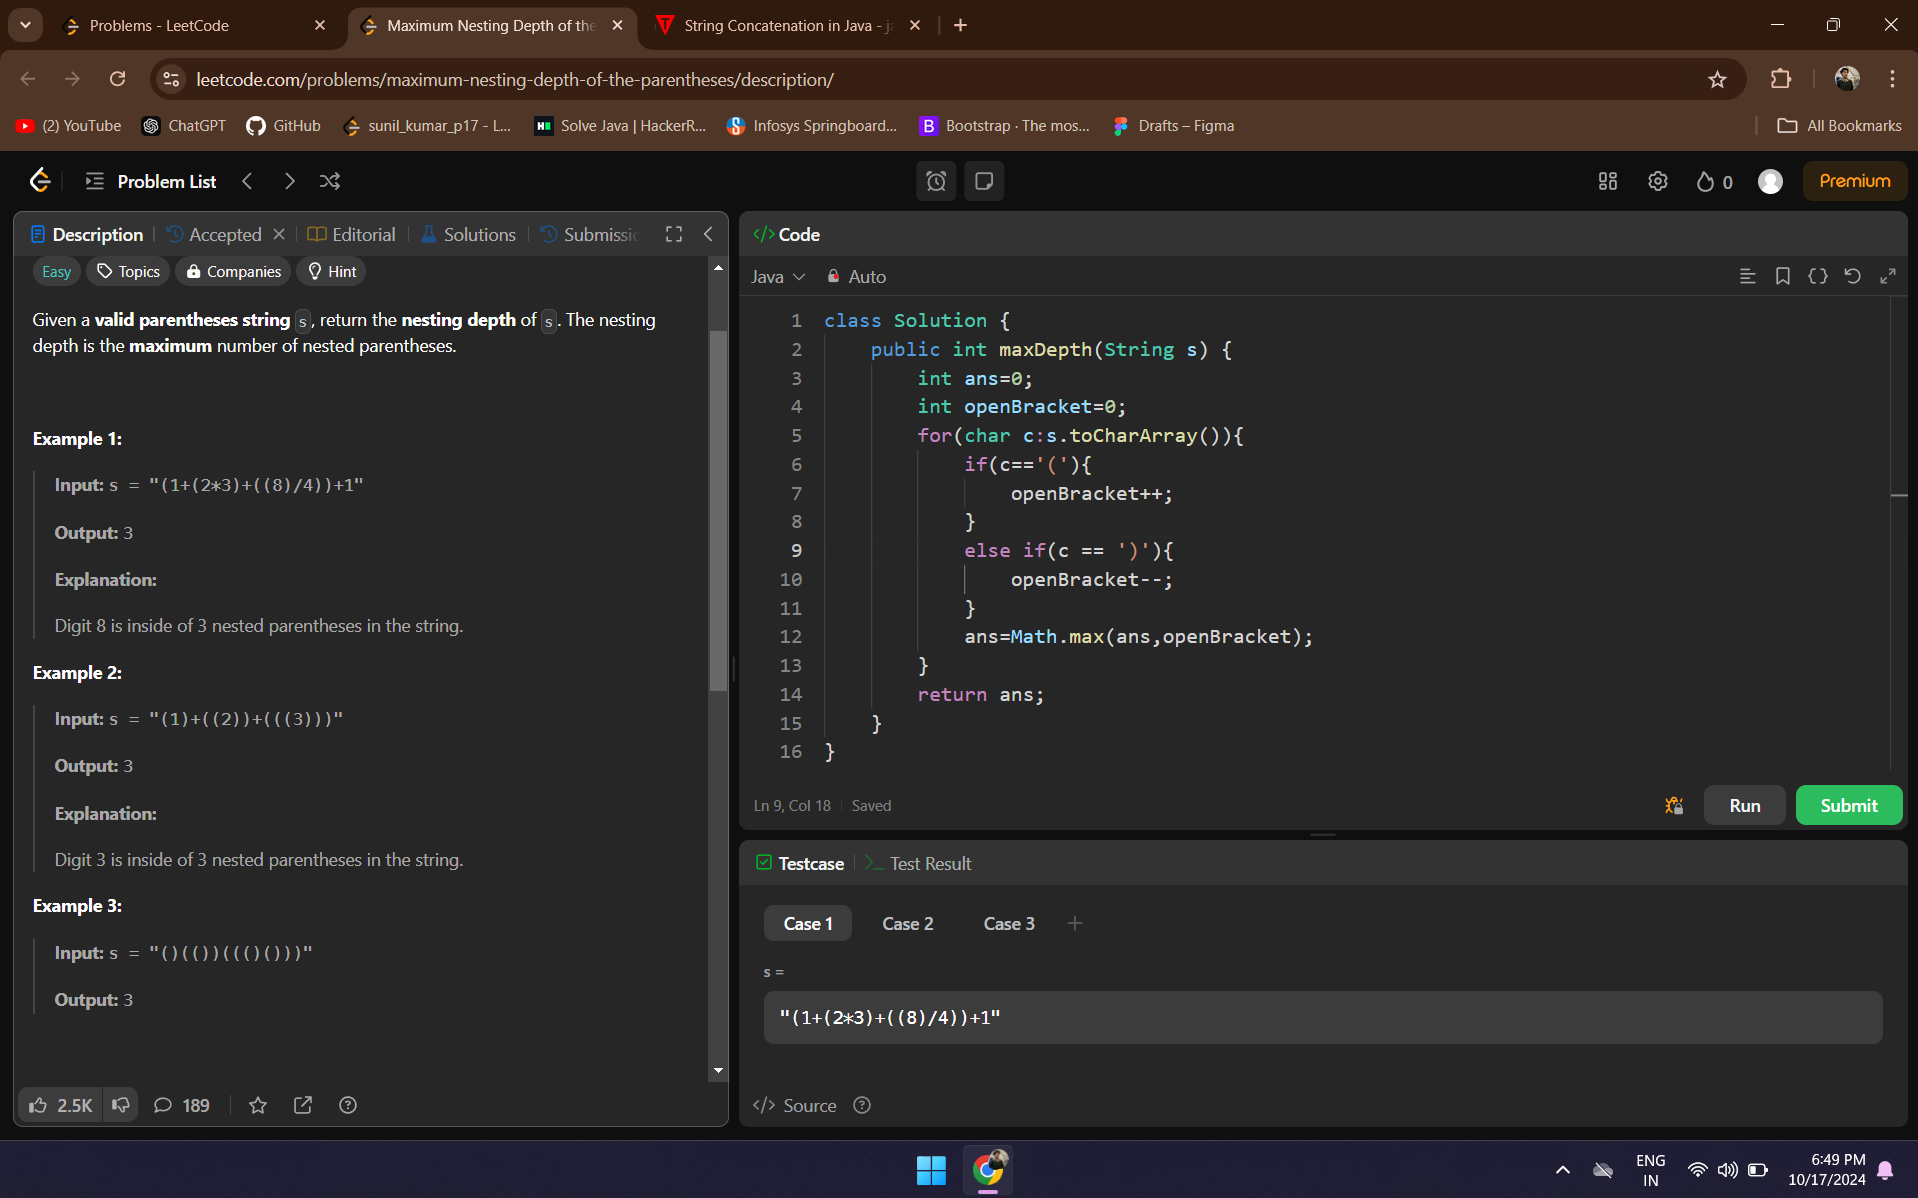 Problems - LeetCode
Maximum Nesting Depth of the
String Concatenation in Java - j
leetcode.com/problems/maximum-nesting-depth-of-the-parentheses/description/
(2) YouTube ChatGPT GitHub sunil_kumar_p17 - L... Solve Java | HackerR... Infosys Springboard... Bootstrap · The mos... Drafts – Figma All Bookmarks
Problem List 0 Premium
Description Accepted Editorial Solutions Submissio
Easy Topics Companies Hint
Given a valid parentheses string s, return the nesting depth of s. The nesting
depth is the maximum number of nested parentheses.
Example 1:
Input: s = "(1+(2*3)+((8)/4))+1"
Output: 3
Explanation:
Digit 8 is inside of 3 nested parentheses in the string.
Example 2:
Input: s = "(1)+((2))+(((3)))"
Output: 3
Explanation:
Digit 3 is inside of 3 nested parentheses in the string.
Example 3:
Input: s = "()(())((()()))"
Output: 3
2.5K 189
Code
Java Auto
1 class Solution {
2 public int maxDepth(String s) {
3 int ans=0;
4 int openBracket=0;
5 for(char c:s.toCharArray()){
6 if(c=='('){
7 openBracket++;
8 }
9 else if(c == ')'){
10 openBracket--;
11 }
12 ans=Math.max(ans,openBracket);
13 }
14 return ans;
15 }
16 }
Ln 9, Col 18 Saved
Run Submit
Testcase Test Result
Case 1 Case 2 Case 3
s =
"(1+(2*3)+((8)/4))+1"
Source
ENG
IN
6:49 PM
10/17/2024